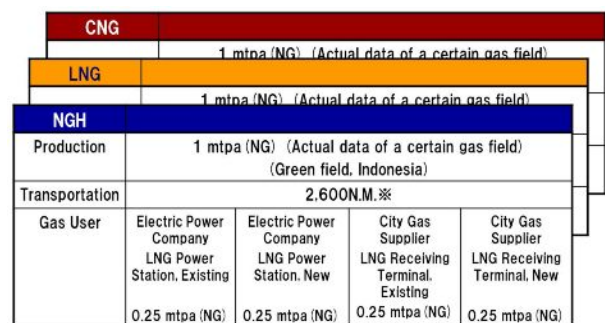 CNG
1 mtpa (NG) (Actual data of a certain gas field)
LNG
1 mtpa (NG) (Actual data of a certain gas field)
NGH
Production
1 mtpa (NG) (Actual data of a certain gas field)
(Green field, Indonesia)
Transportation
2,600N.M.※
Gas User
Electric Power
Company
LNG Power
Station, Existing
0.25 mtpa (NG)
Electric Power
Company
LNG Power
Station, New
0.25 mtpa (NG)
City Gas
Supplier
LNG Receiving
Terminal,
Existing
0.25 mtpa (NG)
City Gas
Supplier
LNG Receiving
Terminal, New
0.25 mtpa (NG)